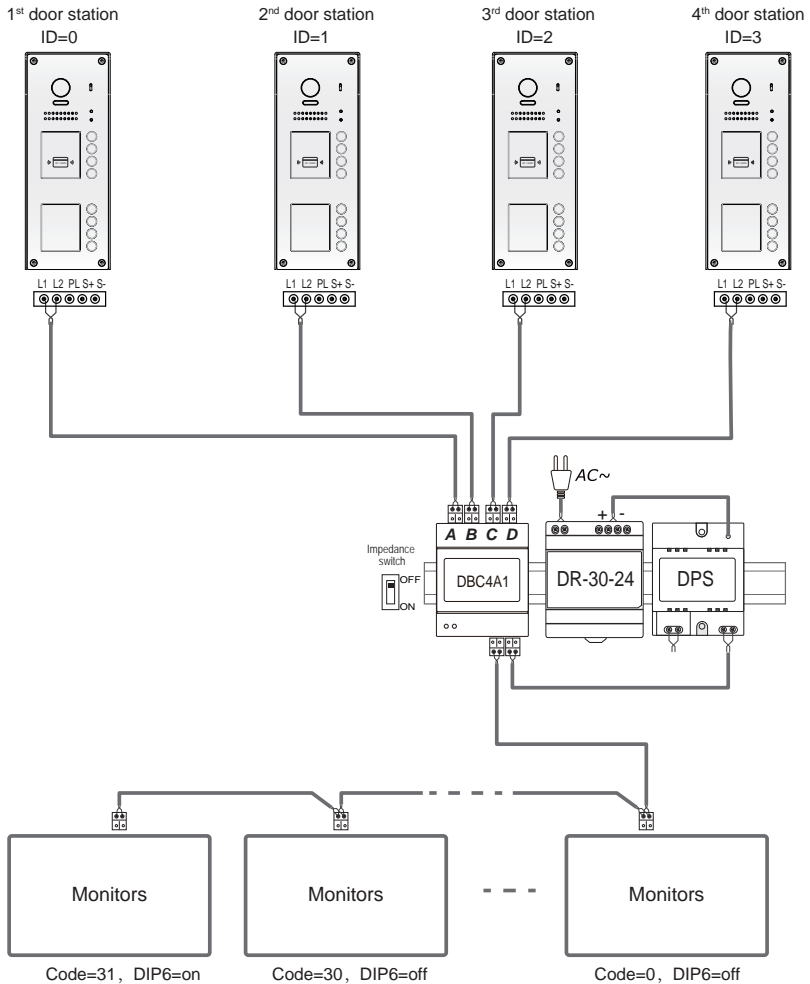 1st door station
2nd door station
3rd door station
4th door station
ID=0
ID=1
ID=2
ID=3
L1 L2 PL S+ S-
L1 L2 PL S+ S-
L1 L2 PL S+ S-
L1 L2 PL S+ S-
AC~
+ -
A B C D
Impedance
switch
OFF
ON
DBC4A1
DR-30-24
DPS
Monitors
Monitors
Monitors
Code=31, DIP6=on
Code=30, DIP6=off
Code=0, DIP6=off